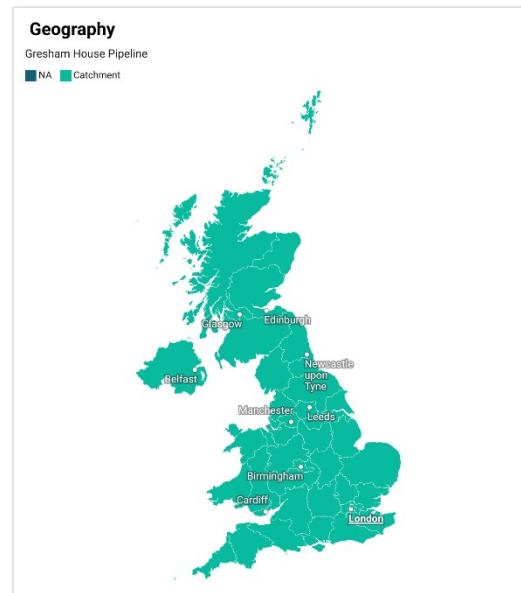 Geography
Gresham House Pipeline
NA Catchment
Edinburgh
Glasgow
Newcastle
upon
Tyne
Belfast
Manchester
Leeds
Birmingham
Cardiff
London